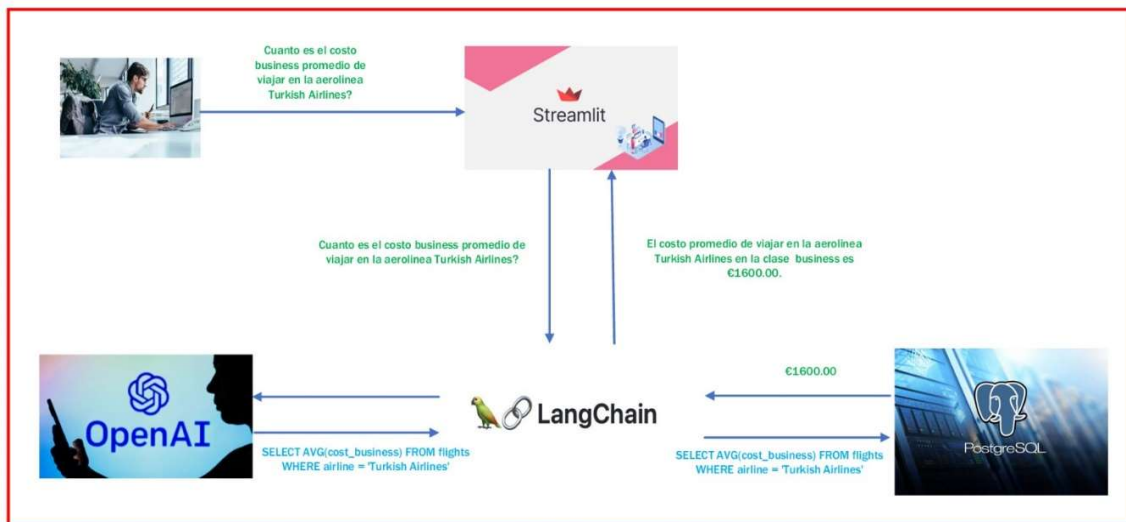 Cuanto es el costo
business promedio de
viajar en la aerolinea
Turkish Airlines?
Streamlit
Cuanto es el costo business promedio de
viajar en la aerolinea Turkish Airlines?
El costo promedio de viajar en la aerolinea
Turkish Airlines en la clase business es
€1600.00.
OpenAI
SELECT AVG(cost_business) FROM flights
WHERE airline = 'Turkish Airlines'
LangChain
€1600.00
SELECT AVG(cost_business) FROM flights
WHERE airline = 'Turkish Airlines'
PostgreSQL